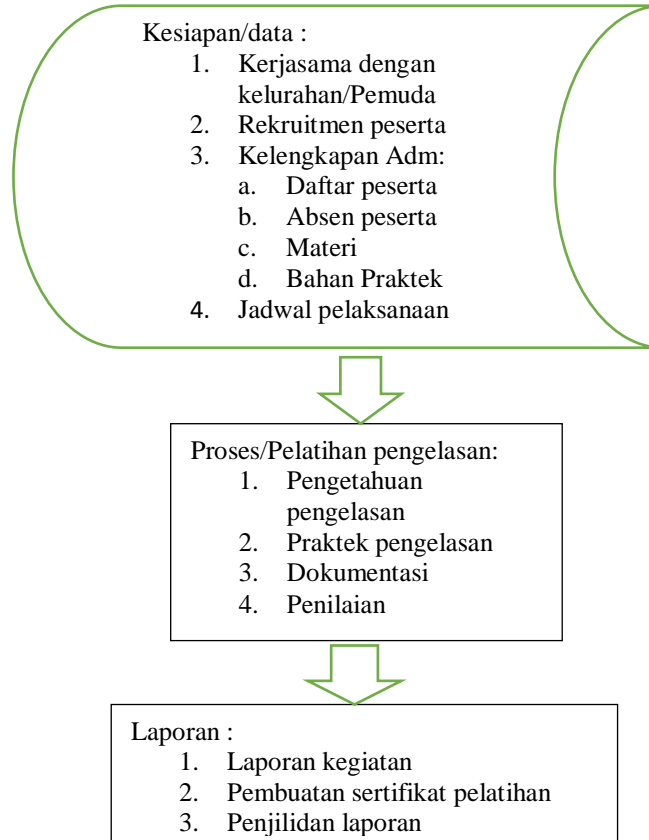 Kesiapan/data :
1. Kerjasama dengan
kelurahan/Pemuda
2. Rekruitmen peserta
3. Kelengkapan Adm:
a. Daftar peserta
b. Absen peserta
c. Materi
d. Bahan Praktek
4. Jadwal pelaksanaan
Proses/Pelatihan pengelasan:
1. Pengetahuan
pengelasan
2. Praktek pengelasan
3. Dokumentasi
4. Penilaian
Laporan :
1. Laporan kegiatan
2. Pembuatan sertifikat pelatihan
3. Penjilidan laporan